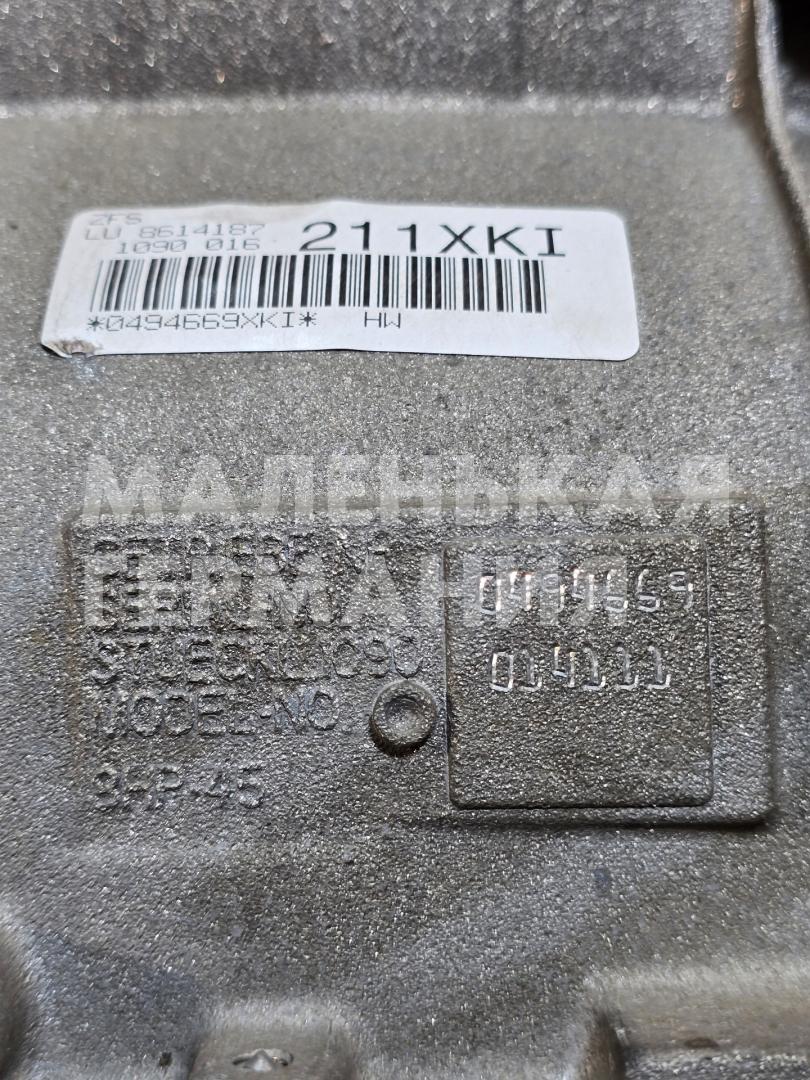 ZFS
LU 8614187
1090 016
211XKI
*0494669XKI* HW
МАЛЕНЬКАЯ
ГЕРМАНИЯ
0494669
STUECKL.1090
014111
MODEL-NO
9HP-45